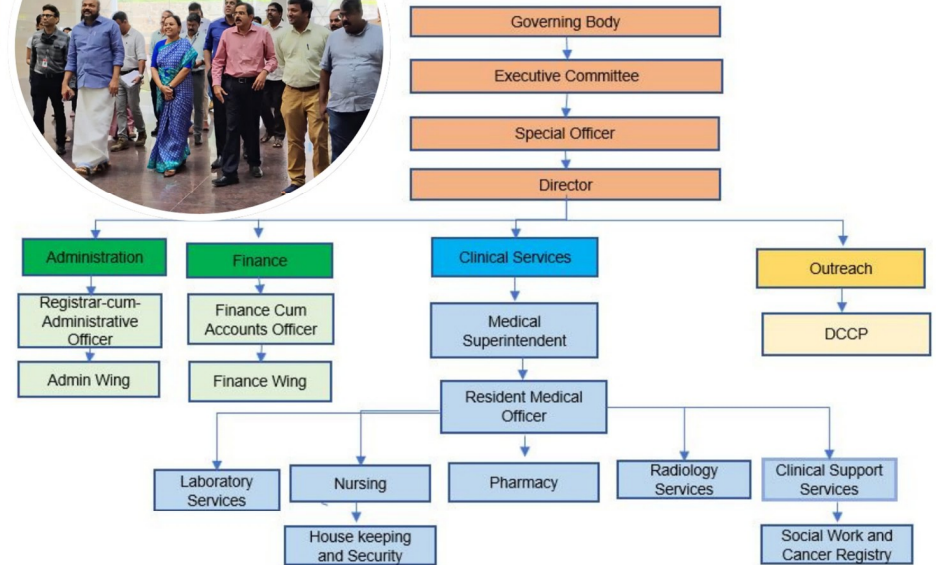 Governing Body
Executive Committee
Special Officer
Director
Administration
Finance
Clinical Services
Outreach
Registrar-cum-
Administrative
Officer
Finance Cum
Accounts Officer
Medical
Superintendent
DCCP
Admin Wing
Finance Wing
Resident Medical
Officer
Laboratory
Services
Nursing
Pharmacy
Radiology
Services
Clinical Support
Services
House keeping
and Security
Social Work and
Cancer Registry